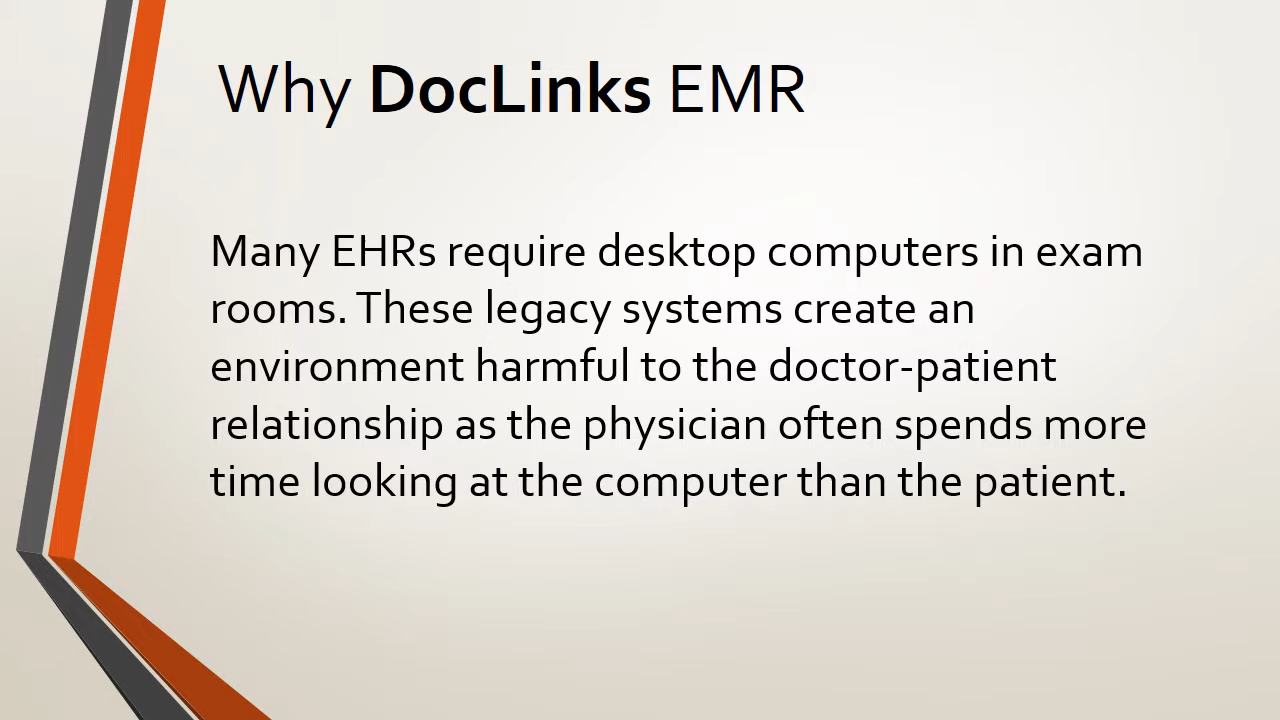 Why DocLinks EMR
Many EHRs require desktop computers in exam
rooms. These legacy systems create an
environment harmful to the doctor-patient
relationship as the physician often spends more
time looking at the computer than the patient.